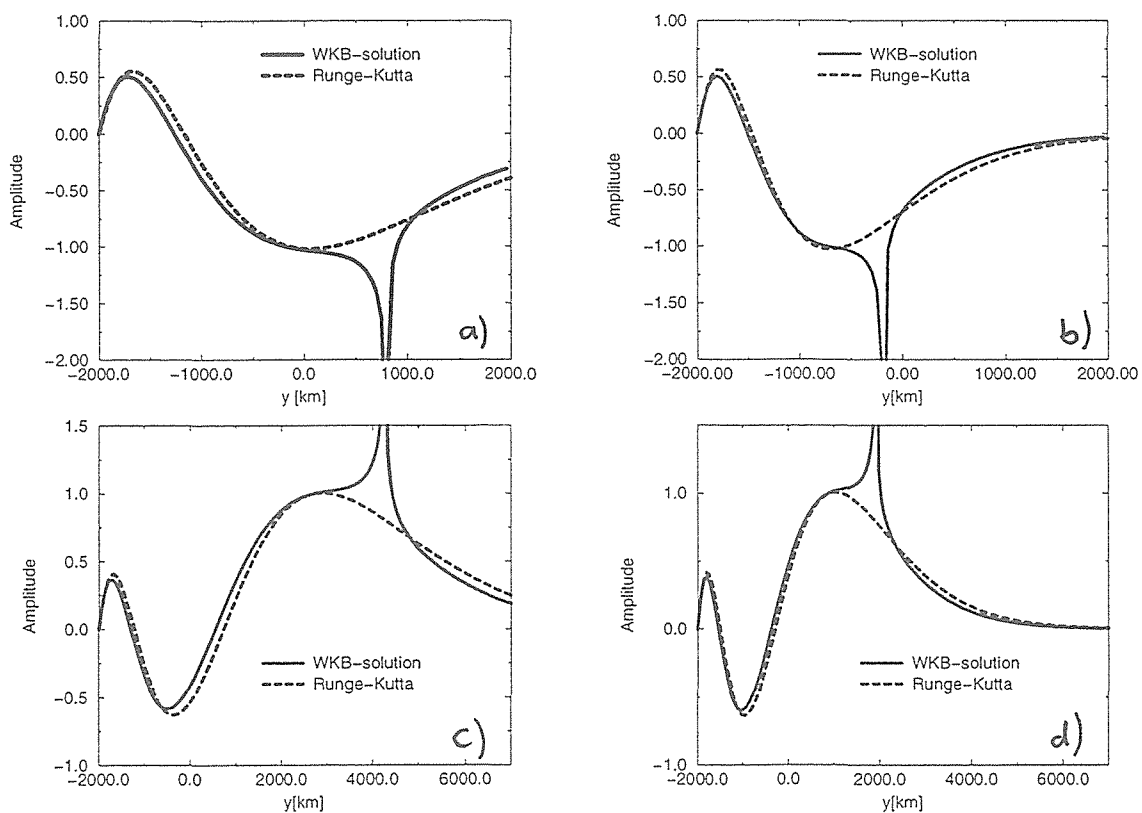 1.00
0.50
0.00
−0.50
−1.00
−1.50
−2.00
Amplitude
WKB−solution
Runge−Kutta
a)
−2000.0 −1000.0 0.0 1000.0 2000.0
y [km]
1.00
0.50
0.00
−0.50
−1.00
−1.50
−2.00
Amplitude
WKB−solution
Runge−Kutta
b)
−2000.00 −1000.00 0.00 1000.00 2000.00
y[km]
1.5
1.0
0.5
0.0
−0.5
−1.0
Amplitude
WKB−solution
Runge−Kutta
c)
−2000.0 0.0 2000.0 4000.0 6000.0
y[km]
1.0
0.0
−1.0
Amplitude
WKB−solution
Runge−Kutta
d)
−2000.0 0.0 2000.0 4000.0 6000.0
y[km]